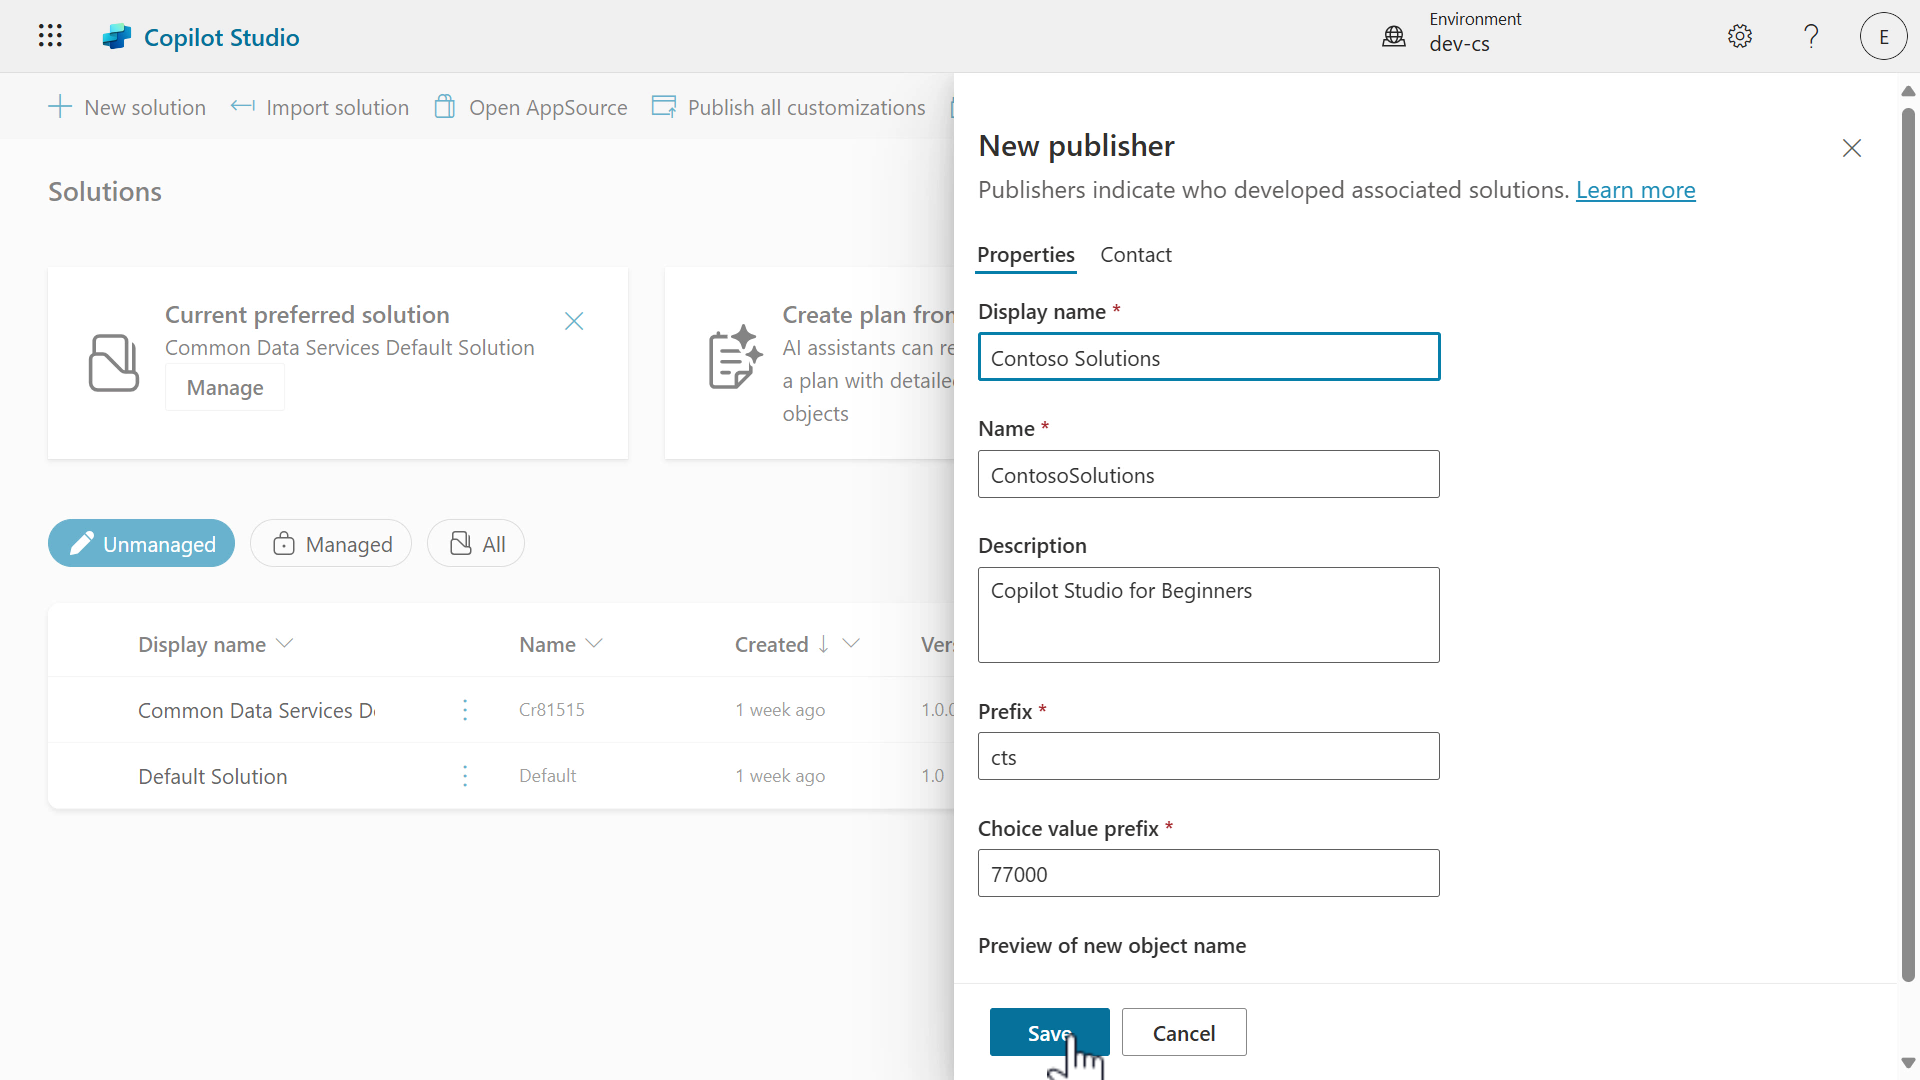 Copilot Studio
Environment
dev-cs
E
New solution
Import solution
Open AppSource
Publish all customizations
Solutions
Current preferred solution
Common Data Services Default Solution
Manage
Create plan from
AI assistants can re
a plan with detailed
objects
Unmanaged
Managed
All
Display name
Name
Created
Ver
Common Data Services D
Cr81515
1 week ago
1.0.0
Default Solution
Default
1 week ago
1.0
New publisher
Publishers indicate who developed associated solutions. Learn more
Properties
Contact
Display name *
Contoso Solutions
Name *
ContosoSolutions
Description
Copilot Studio for Beginners
Prefix *
cts
Choice value prefix *
77000
Preview of new object name
Save
Cancel